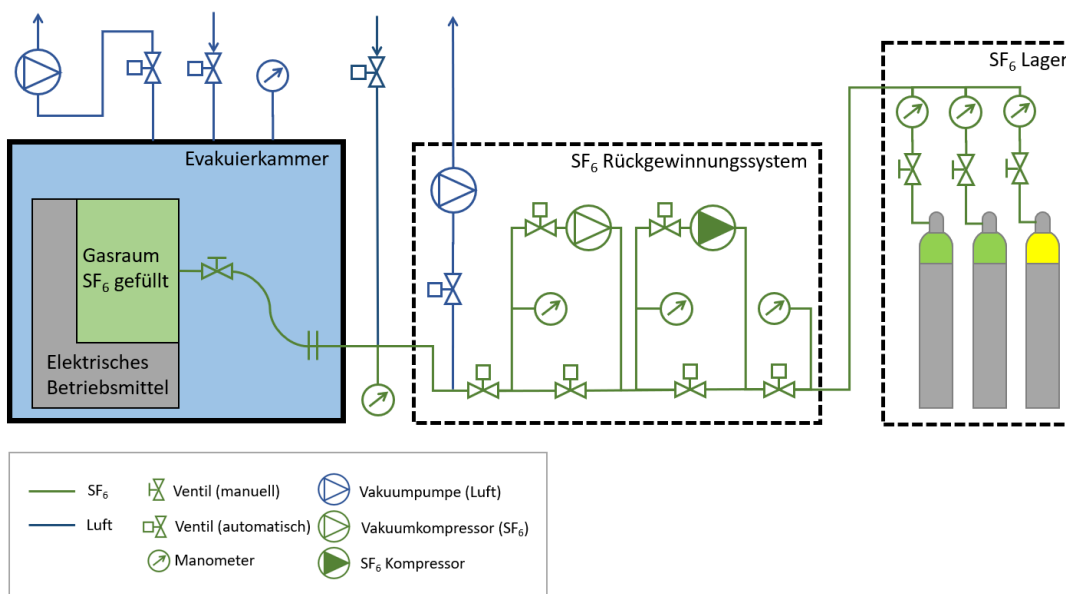 SF₆ Lager
Evakuierkammer
SF₆ Rückgewinnungssystem
Gasraum
SF₆ gefüllt
Elektrisches
Betriebsmittel
SF₆
Ventil (manuell)
Vakuumpumpe (Luft)
Luft
Ventil (automatisch)
Vakuumkompressor (SF₆)
Manometer
SF₆ Kompressor